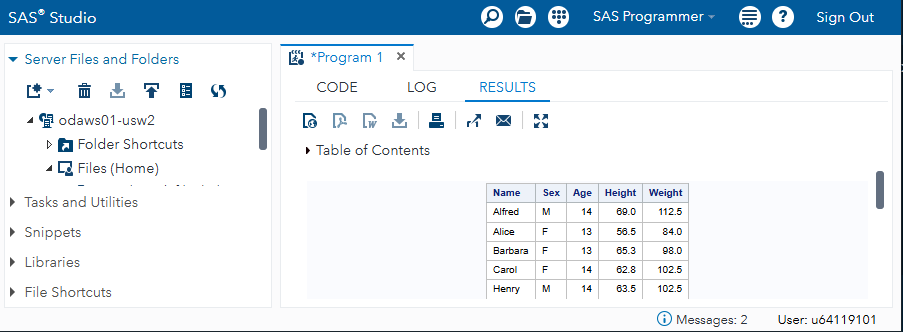 SAS® Studio
SAS Programmer
Sign Out
Server Files and Folders
odaws01-usw2
Folder Shortcuts
Files (Home)
Tasks and Utilities
Snippets
Libraries
File Shortcuts
*Program 1
CODE LOG RESULTS
Table of Contents
Name Sex Age Height Weight
Alfred M 14 69.0 112.5
Alice F 13 56.5 84.0
Barbara F 13 65.3 98.0
Carol F 14 62.8 102.5
Henry M 14 63.5 102.5
Messages: 2 User: u64119101